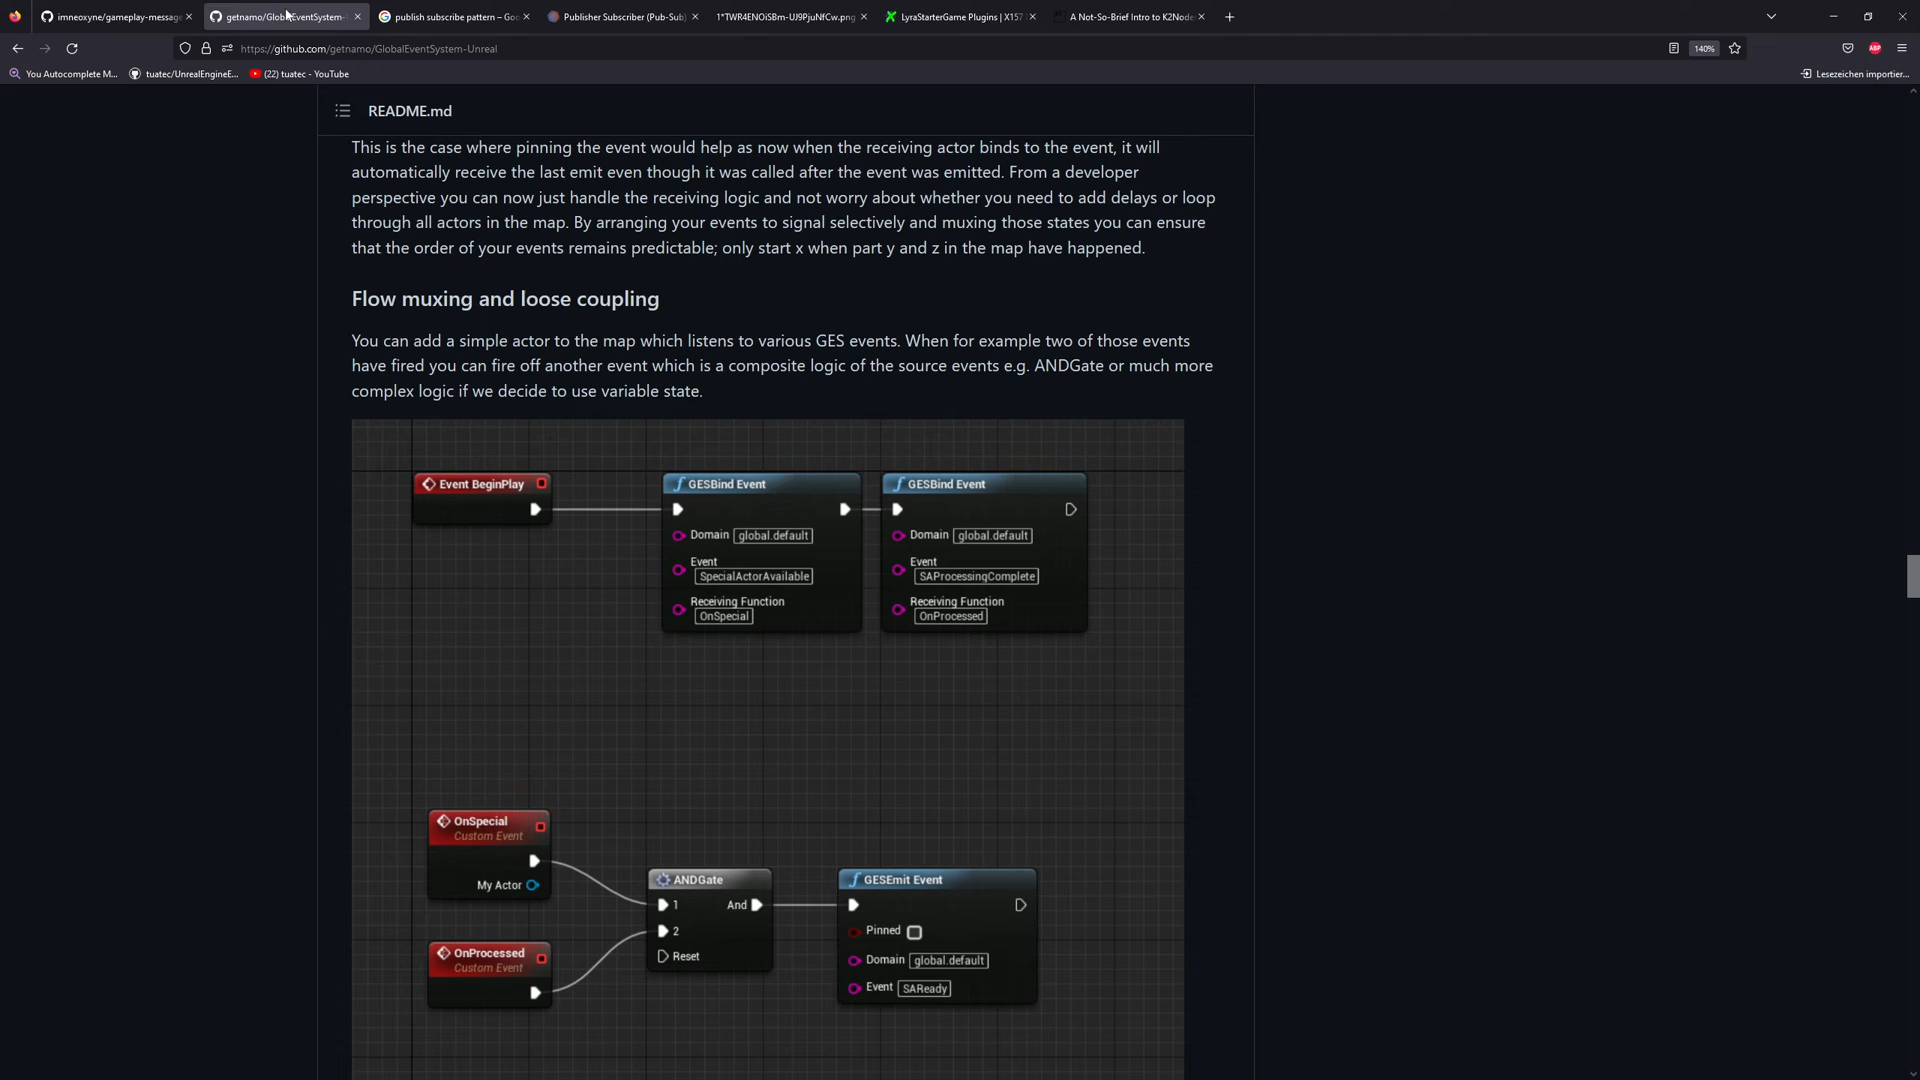 imneoxyne/gameplay-message
getnamo/GlobalEventSystem-
publish subscribe pattern – Goo
Publisher Subscriber (Pub-Sub)
1*TWR4ENOiSBm-UJ9PjuNfCw.png
LyraStarterGame Plugins | X157
A Not-So-Brief Intro to K2Node
https://github.com/getnamo/GlobalEventSystem-Unreal
140%
ABP
You Autocomplete M...
tuatec/UnrealEngineE...
(22) tuatec - YouTube
Lesezeichen importier...
README.md
This is the case where pinning the event would help as now when the receiving actor binds to the event, it will
automatically receive the last emit even though it was called after the event was emitted. From a developer
perspective you can now just handle the receiving logic and not worry about whether you need to add delays or loop
through all actors in the map. By arranging your events to signal selectively and muxing those states you can ensure
that the order of your events remains predictable; only start x when part y and z in the map have happened.
Flow muxing and loose coupling
You can add a simple actor to the map which listens to various GES events. When for example two of those events
have fired you can fire off another event which is a composite logic of the source events e.g. ANDGate or much more
complex logic if we decide to use variable state.
Event BeginPlay
GESBind Event
Domain global.default
Event
SpecialActorAvailable
Receiving Function
OnSpecial
GESBind Event
Domain global.default
Event
SAProcessingComplete
Receiving Function
OnProcessed
OnSpecial
Custom Event
My Actor
OnProcessed
Custom Event
ANDGate
1 And
2
Reset
GESEmit Event
Pinned
Domain global.default
Event SAReady